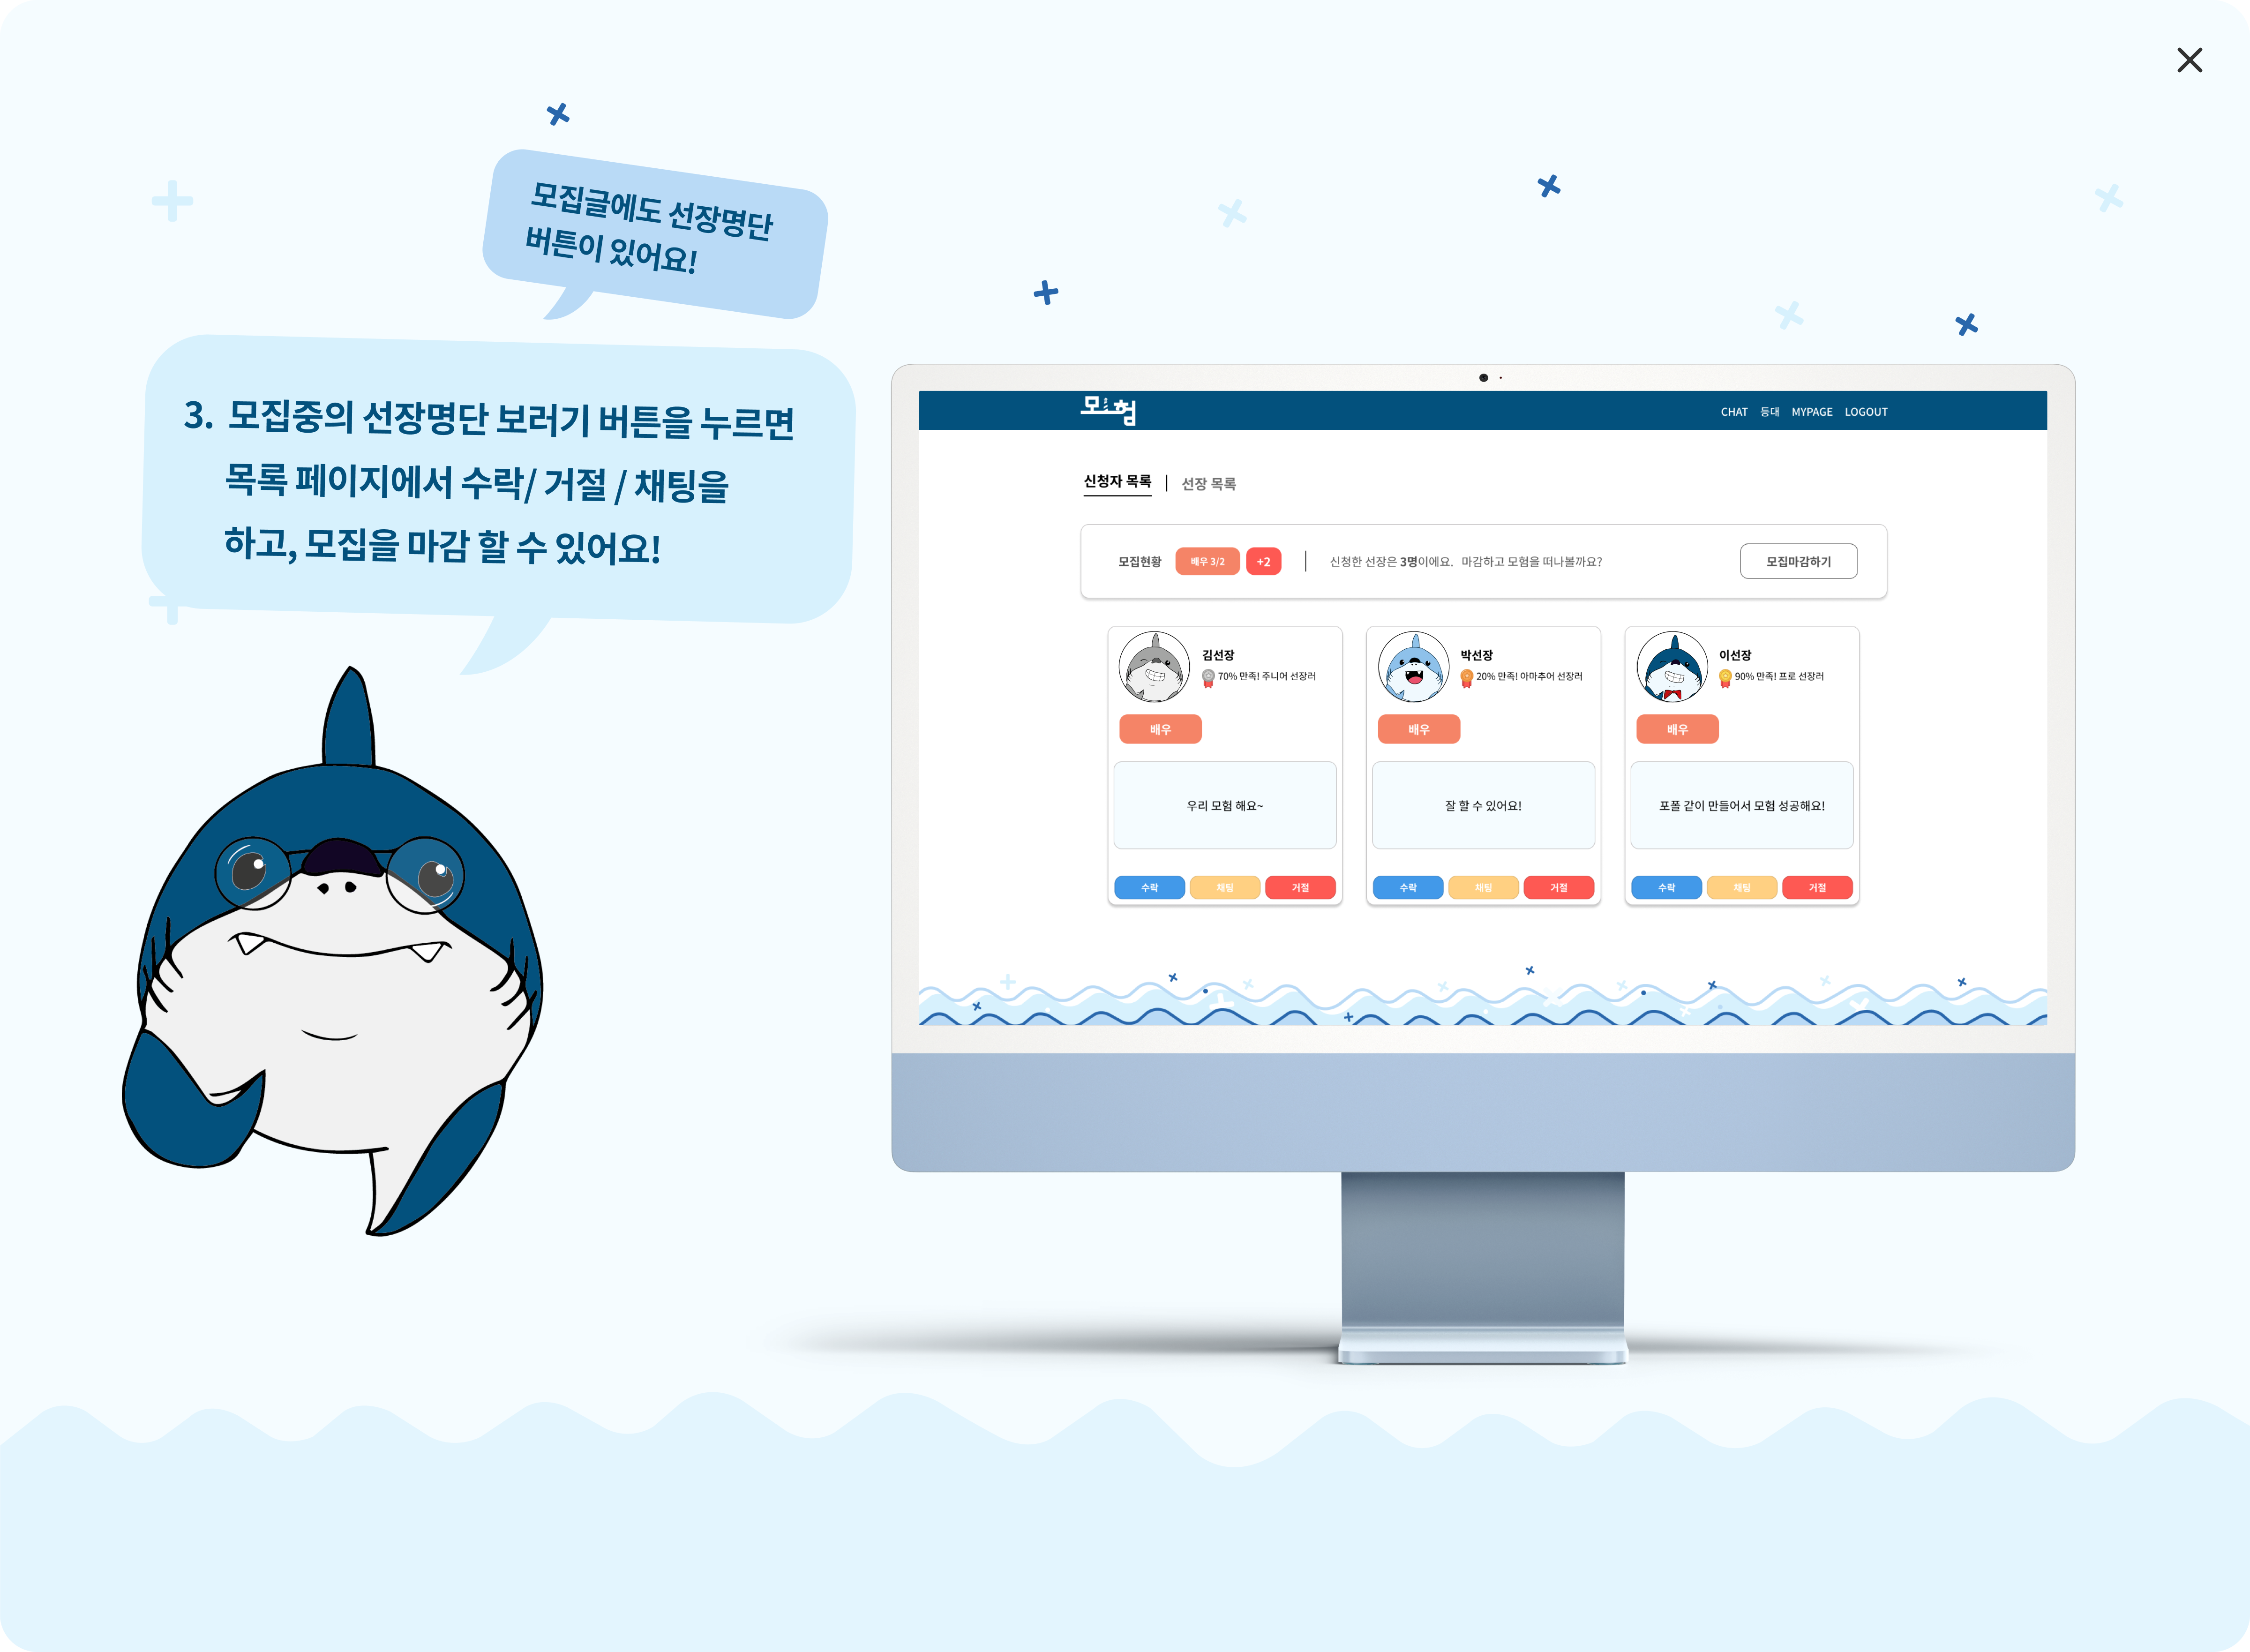 모집글에도 선장명단
버튼이 있어요!
3. 모집중의 선장명단 보러기 버튼을 누르면
목록 페이지에서 수락/ 거절 / 채팅을
하고, 모집을 마감 할 수 있어요!
모험
CHAT 등대 MYPAGE LOGOUT
신청자 목록 | 선장 목록
모집현황 배우 3/2 +2 | 신청한 선장은 3명이에요. 마감하고 모험을 떠나볼까요? 모집마감하기
김선장
70% 만족! 주니어 선장러
배우
우리 모험 해요~
수락 채팅 거절
박선장
20% 만족! 아마추어 선장러
배우
잘 할 수 있어요!
수락 채팅 거절
이선장
90% 만족! 프로 선장러
배우
포폴 같이 만들어서 모험 성공해요!
수락 채팅 거절